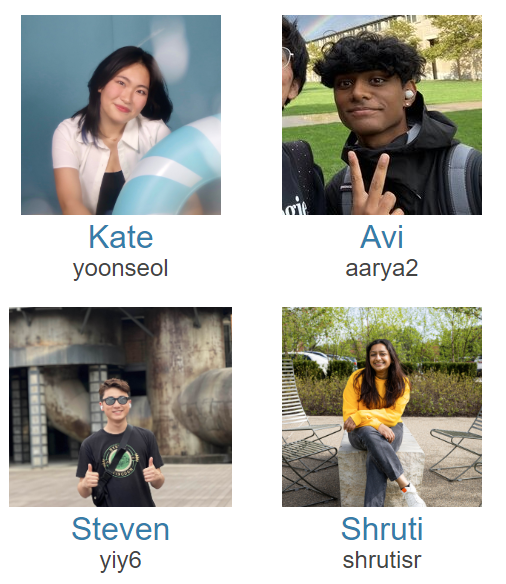 Kate
yoonseol
Avi
aarya2
Steven
yiy6
Shruti
shrutisr